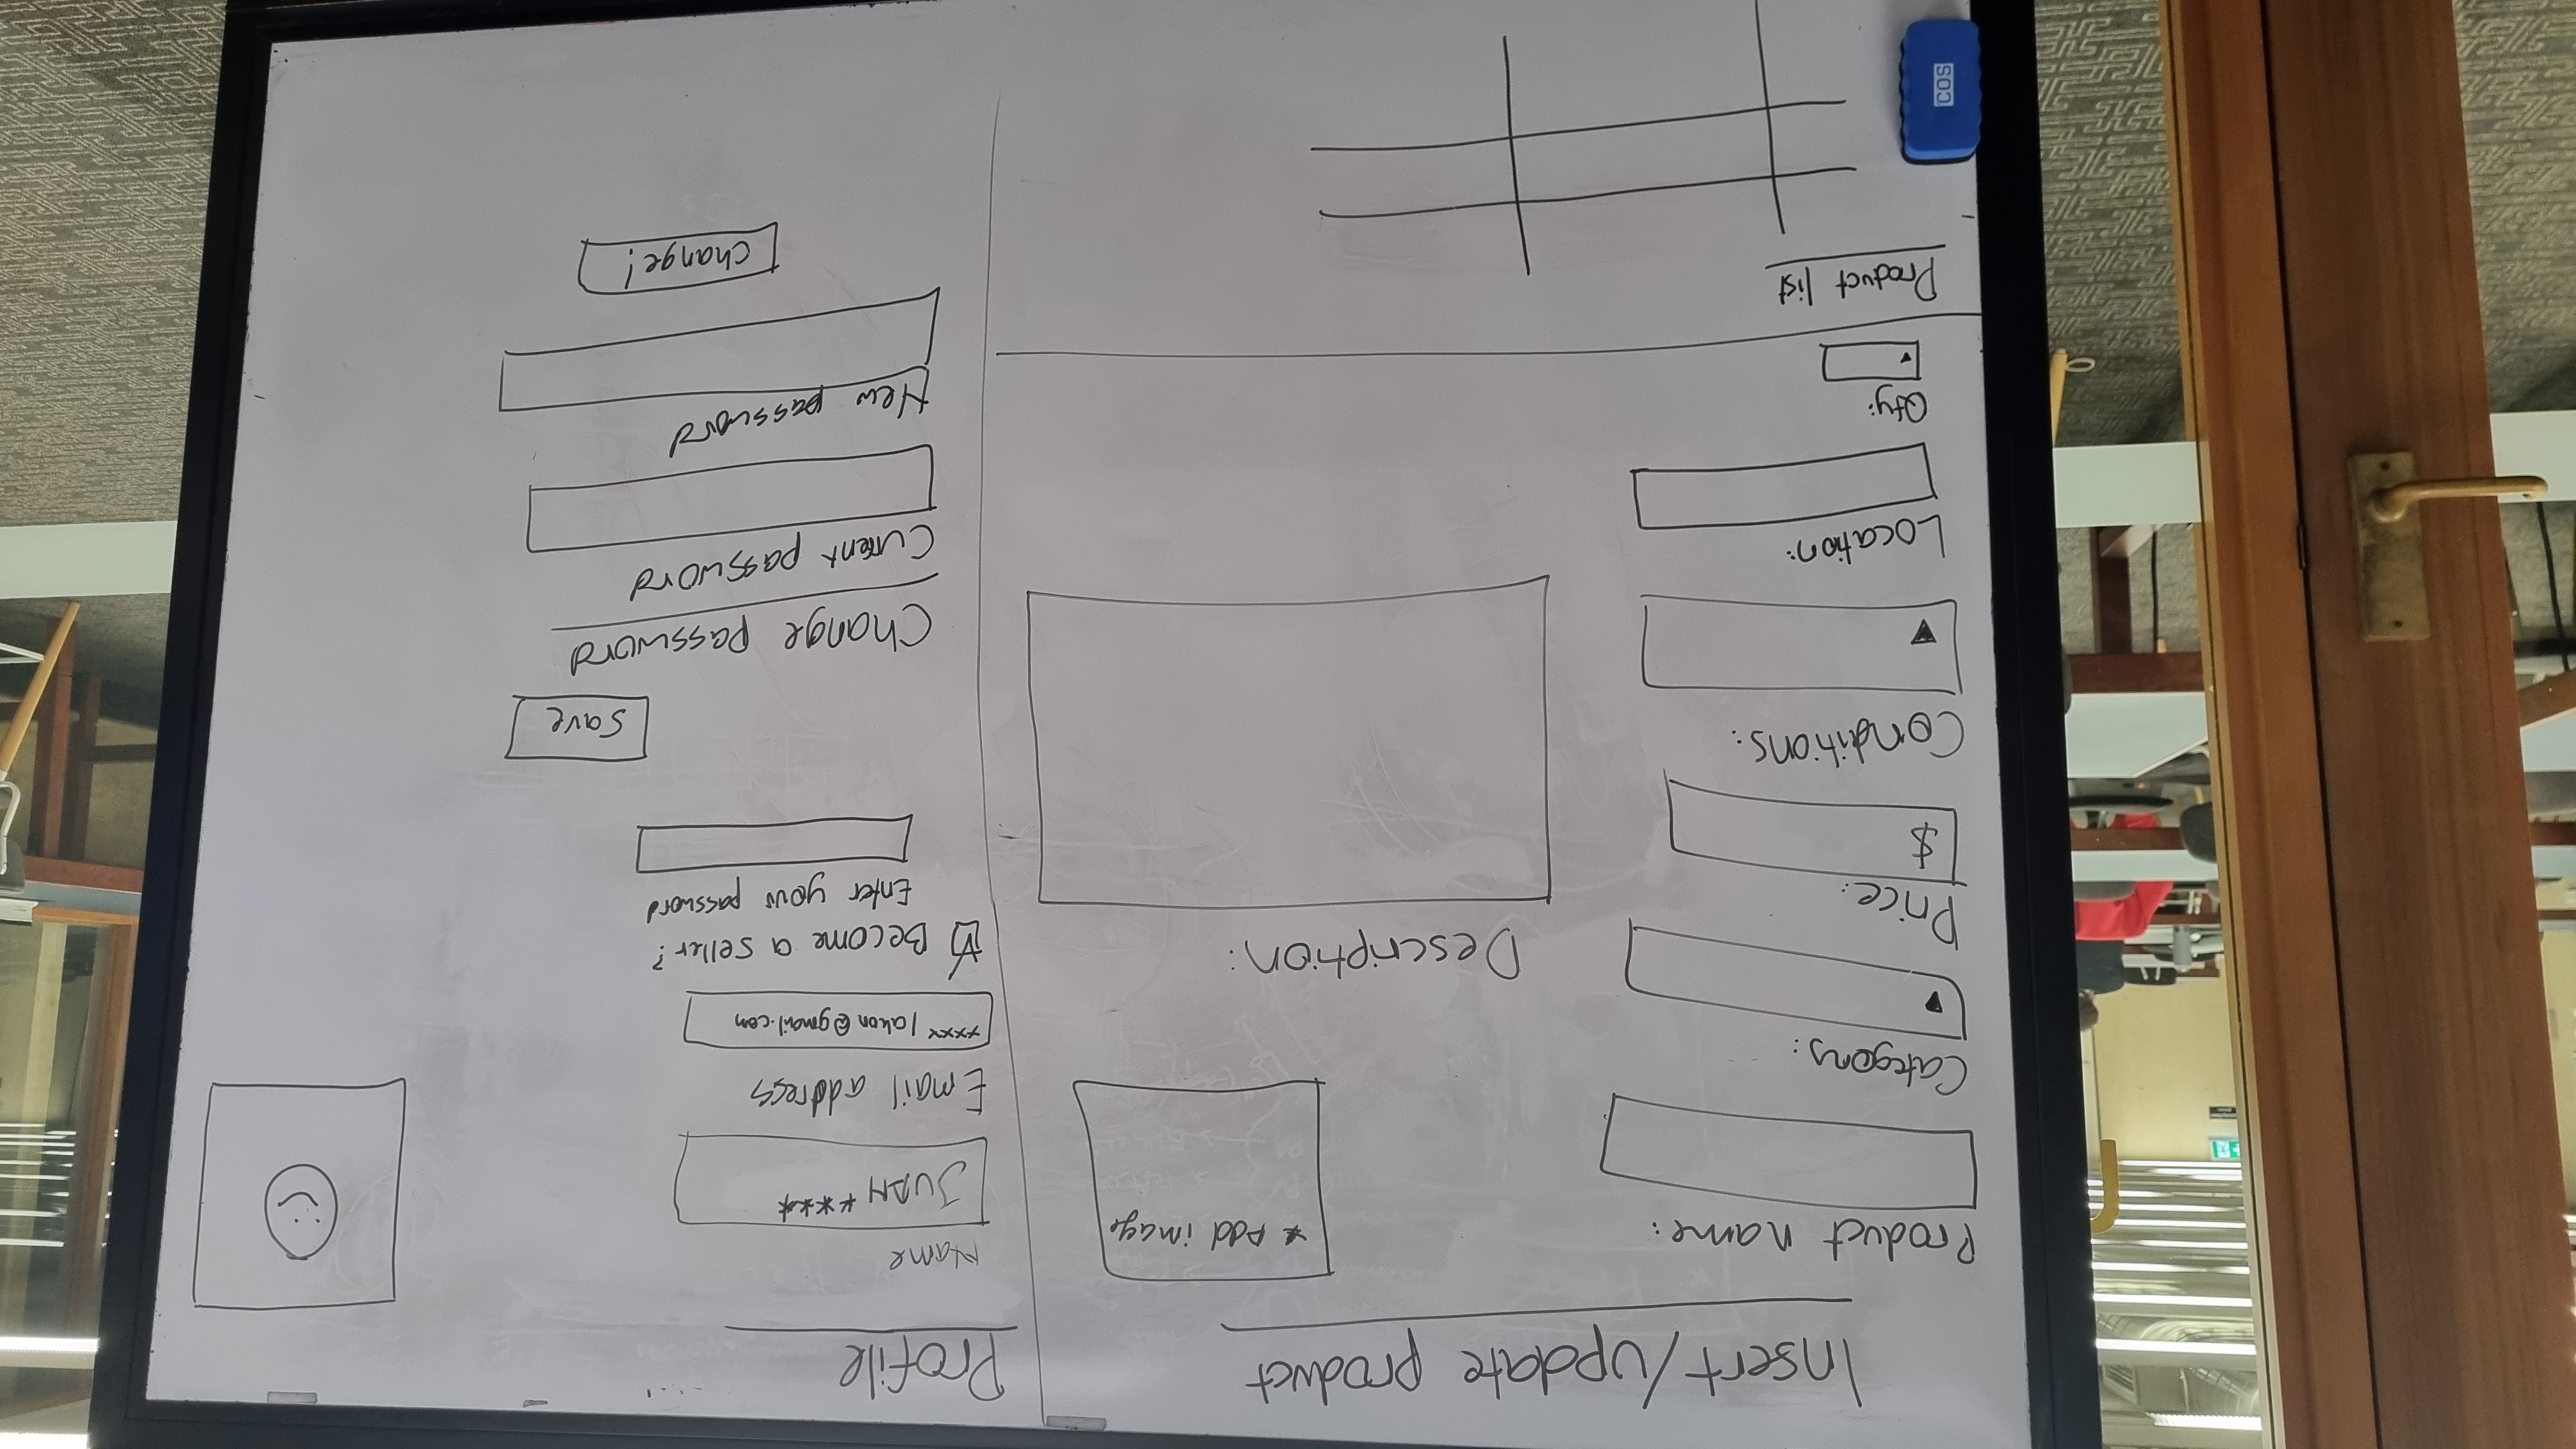 Insert/update product
Product name:
* Add image
Category:
Price:
$
Conditions:
Location:
Qty:
Description:
Product list
COS
Profile
Name
JUAN ****
Email address
**** lakon@gmail.com
Become a seller?
Enter your password
save
Change password
Current password
New password
change!